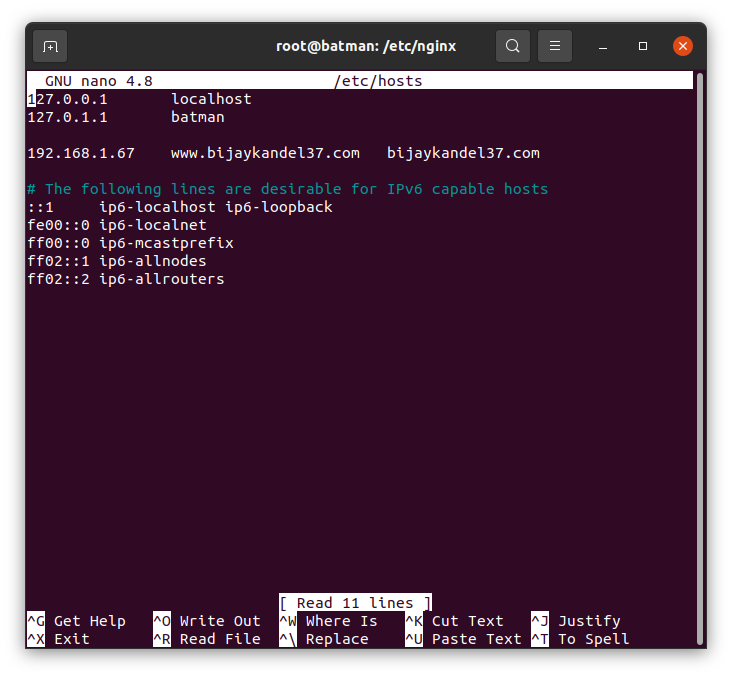 root@batman: /etc/nginx
GNU nano 4.8 /etc/hosts
127.0.0.1 localhost
127.0.1.1 batman
192.168.1.67 www.bijaykandel37.com bijaykandel37.com
# The following lines are desirable for IPv6 capable hosts
::1 ip6-localhost ip6-loopback
fe00::0 ip6-localnet
ff00::0 ip6-mcastprefix
ff02::1 ip6-allnodes
ff02::2 ip6-allrouters
[ Read 11 lines ]
^G Get Help ^O Write Out ^W Where Is ^K Cut Text ^J Justify
^X Exit ^R Read File ^\ Replace ^U Paste Text ^T To Spell